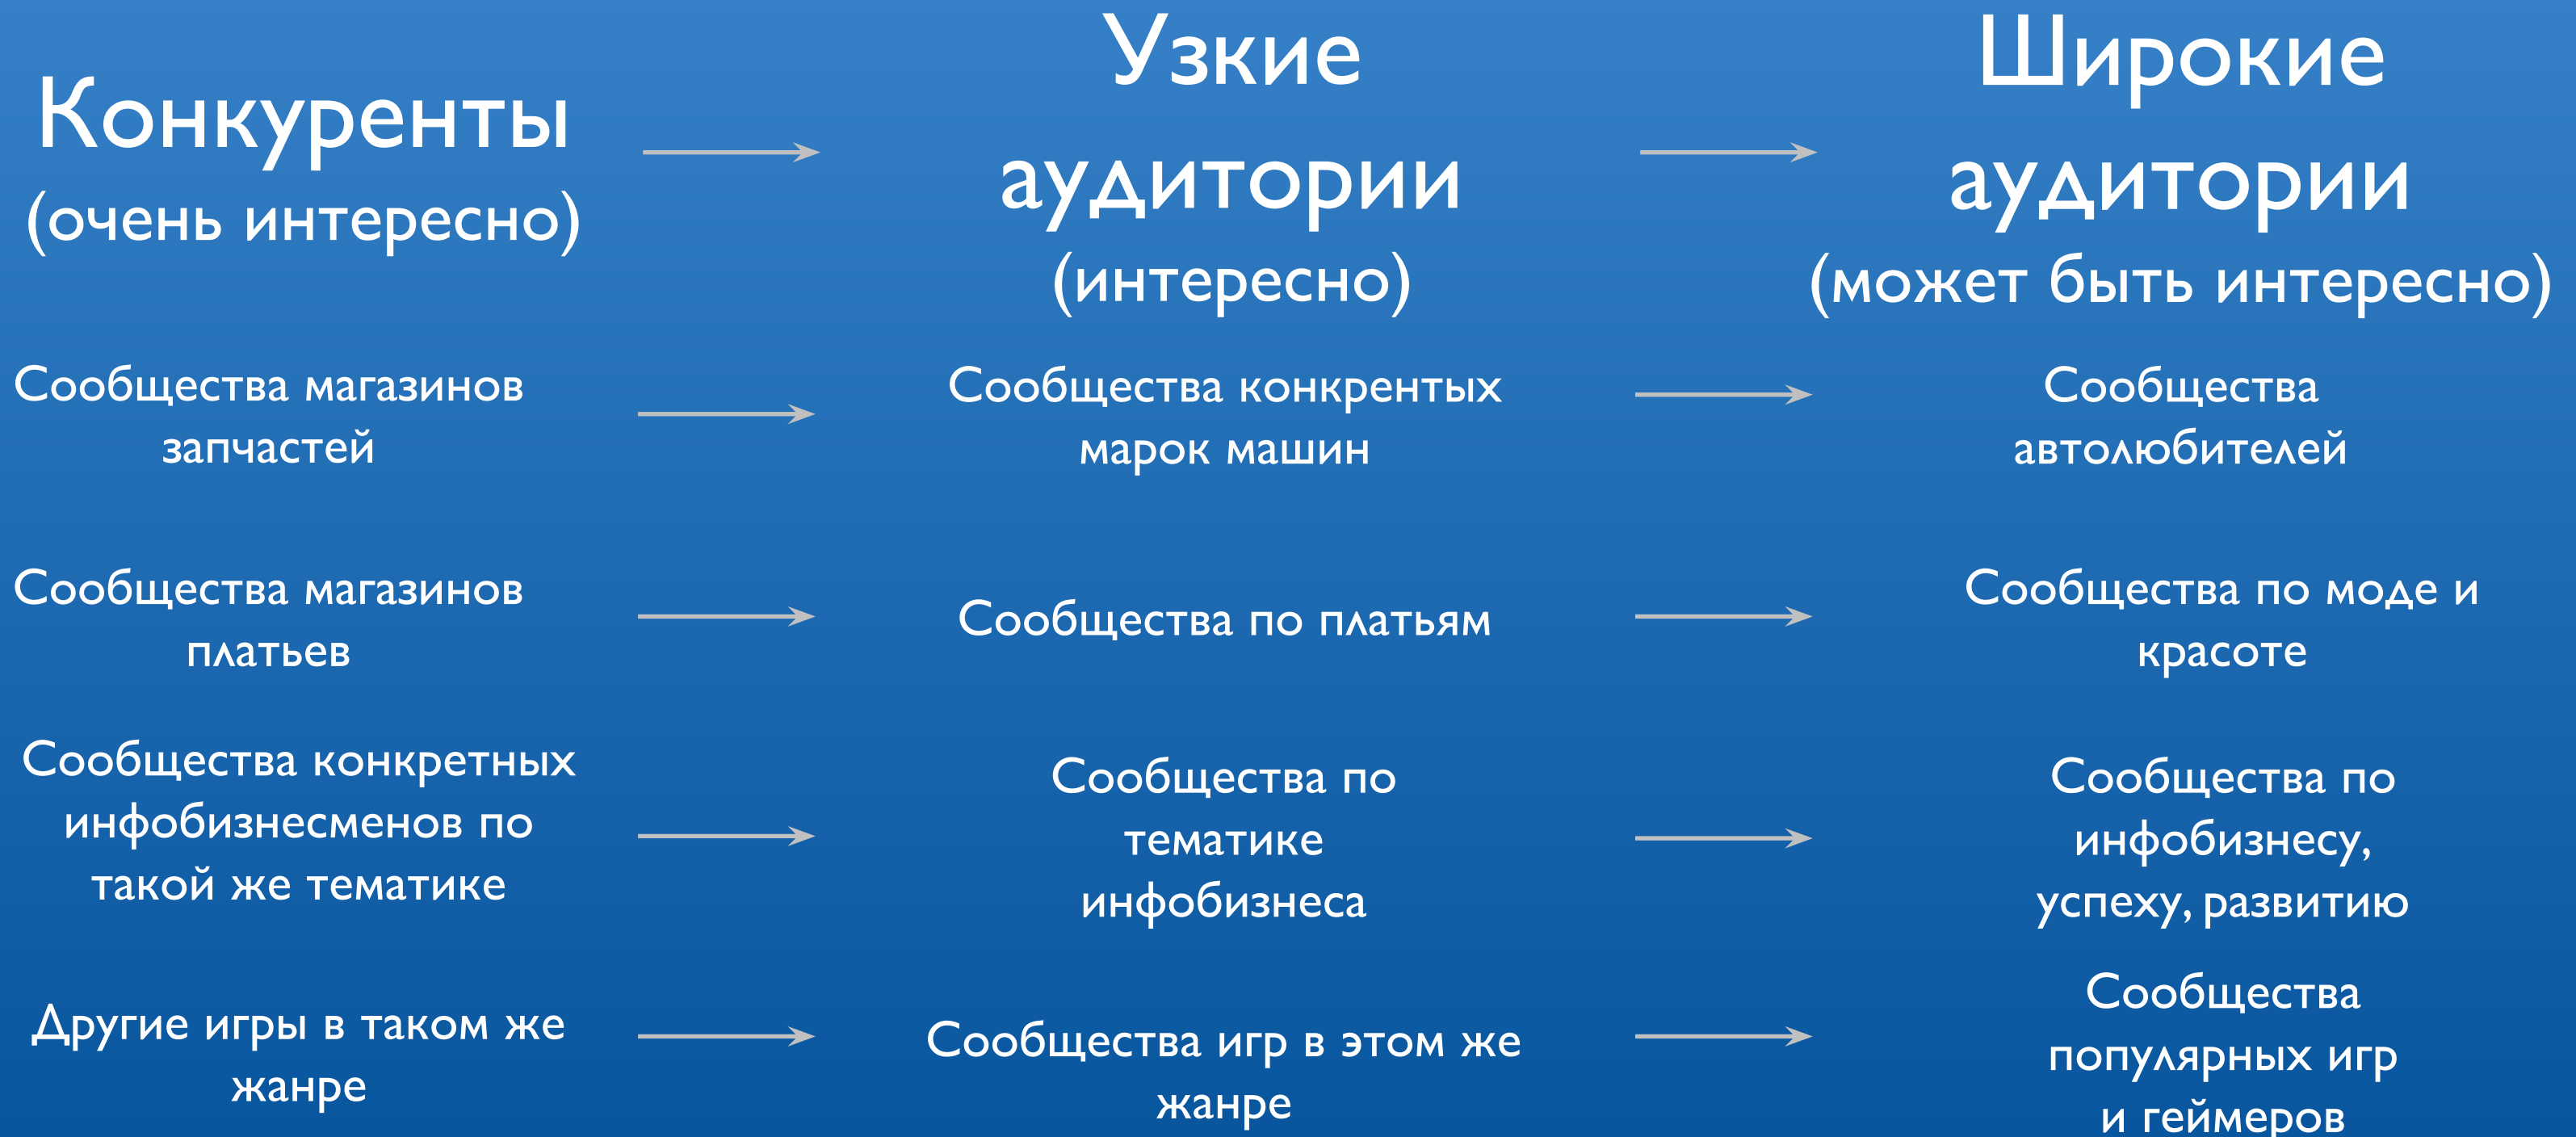 Конкуренты
(очень интересно)
Узкие
аудитории
(интересно)
Широкие
аудитории
(может быть интересно)
Сообщества магазинов
запчастей
Сообщества конкрентых
марок машин
Сообщества
автолюбителей
Сообщества магазинов
платьев
Сообщества по платьям
Сообщества по моде и
красоте
Сообщества конкретных
инфобизнесменов по
такой же тематике
Сообщества по
тематике
инфобизнеса
Сообщества по
инфобизнесу,
успеху, развитию
Другие игры в таком же
жанре
Сообщества игр в этом же
жанре
Сообщества
популярных игр
и геймеров